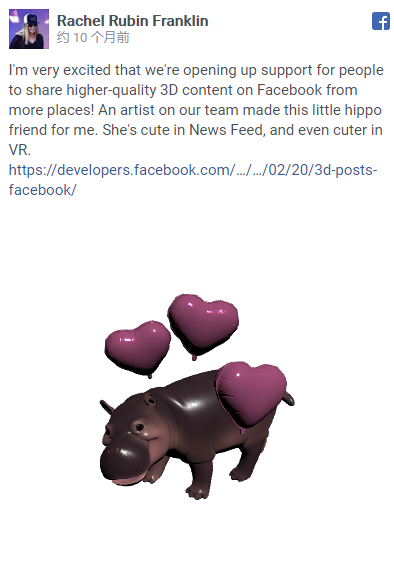 Rachel Rubin Franklin
约 10 个月前
I'm very excited that we're opening up support for people
to share higher-quality 3D content on Facebook from
more places! An artist on our team made this little hippo
friend for me. She's cute in News Feed, and even cuter in
VR.
https://developers.facebook.com/…/…/02/20/3d-posts-
facebook/